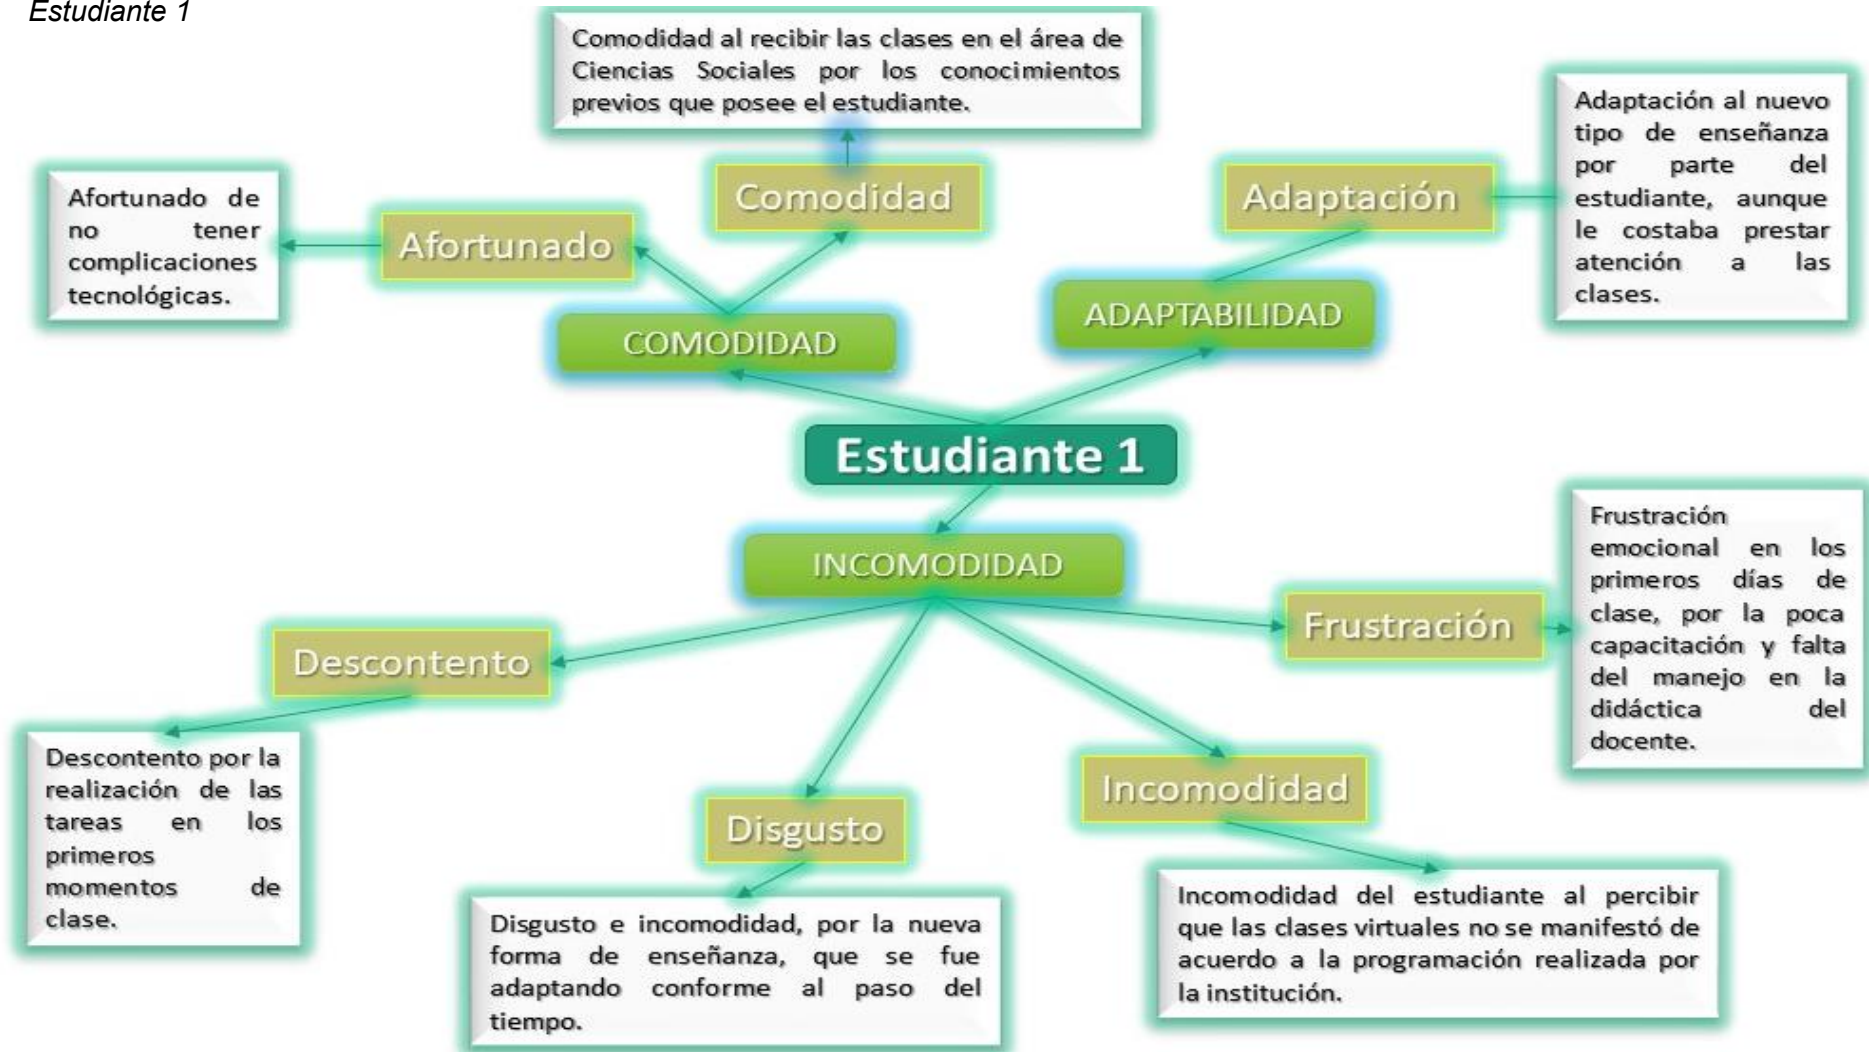 Estudiante 1
Comodidad al recibir las clases en el área de
Ciencias Sociales por los conocimientos
previos que posee el estudiante.
Adaptación al nuevo
tipo de enseñanza
por parte del
estudiante, aunque
le costaba prestar
atención a las
clases.
Afortunado de
no tener
complicaciones
tecnológicas.
Afortunado
Comodidad
Adaptación
COMODIDAD
ADAPTABILIDAD
Estudiante 1
INCOMODIDAD
Descontento
Disgusto
Incomodidad
Frustración
Frustración
emocional en los
primeros días de
clase, por la poca
capacitación y falta
del manejo en la
didáctica del
docente.
Descontento por la
realización de las
tareas en los
primeros
momentos de
clase.
Disgusto e incomodidad, por la nueva
forma de enseñanza, que se fue
adaptando conforme al paso del
tiempo.
Incomodidad del estudiante al percibir
que las clases virtuales no se manifestó de
acuerdo a la programación realizada por
la institución.